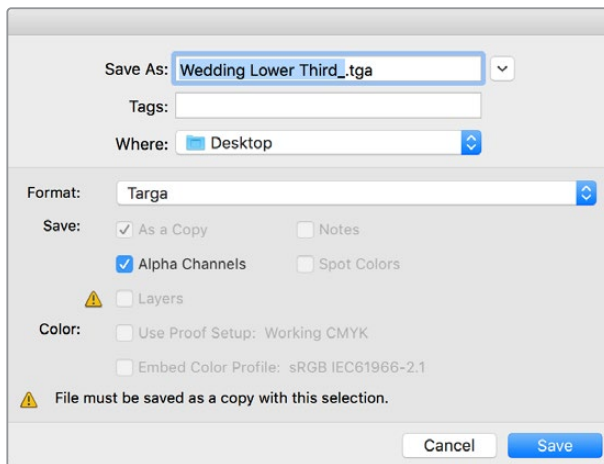 Save As: Wedding Lower Third_.tga
Tags:
Where: Desktop
Format: Targa
Save: As a Copy Notes
Alpha Channels Spot Colors
Layers
Color: Use Proof Setup: Working CMYK
Embed Color Profile: sRGB IEC61966-2.1
File must be saved as a copy with this selection.
Cancel Save